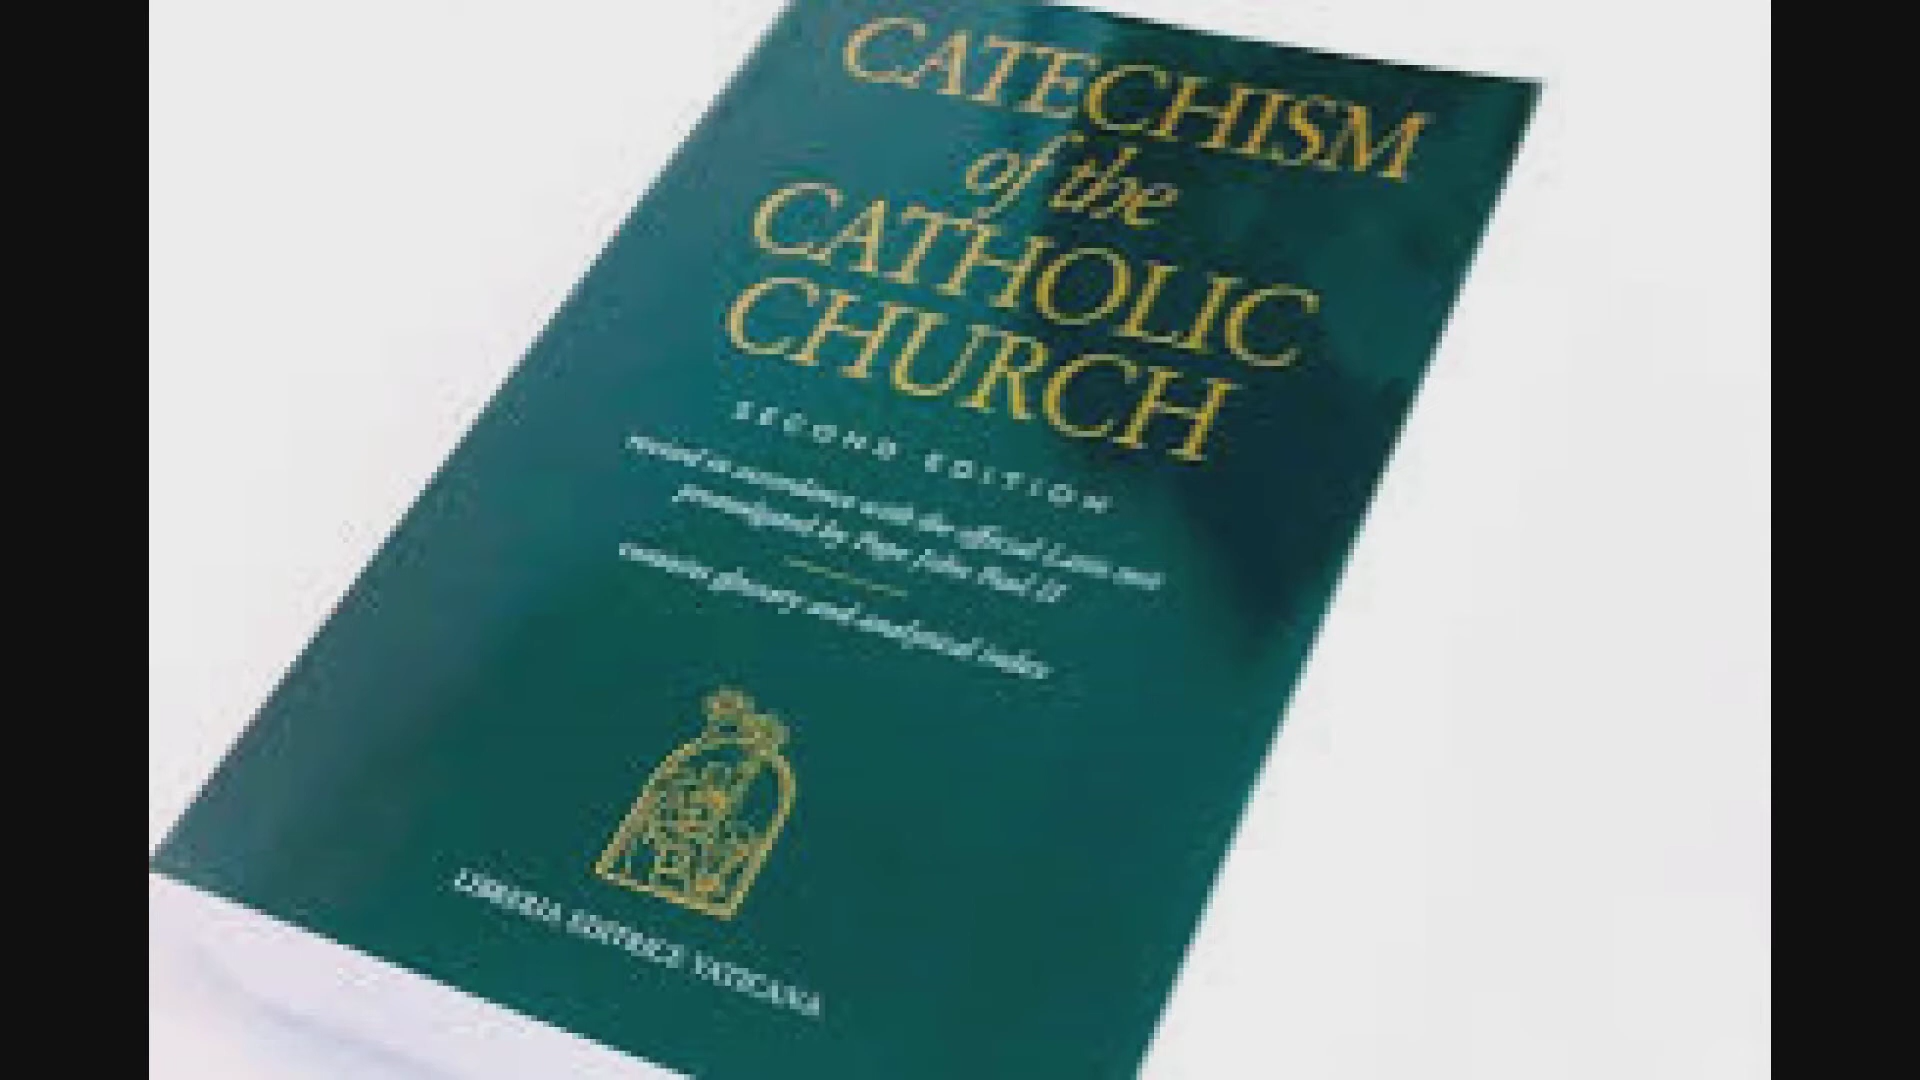 CATECHISM
of the
CATHOLIC
CHURCH
SECOND EDITION
revised in accordance with the official Latin text
promulgated by Pope John Paul II
contains glossary and analytical index
LIBRERIA EDITRICE VATICANA